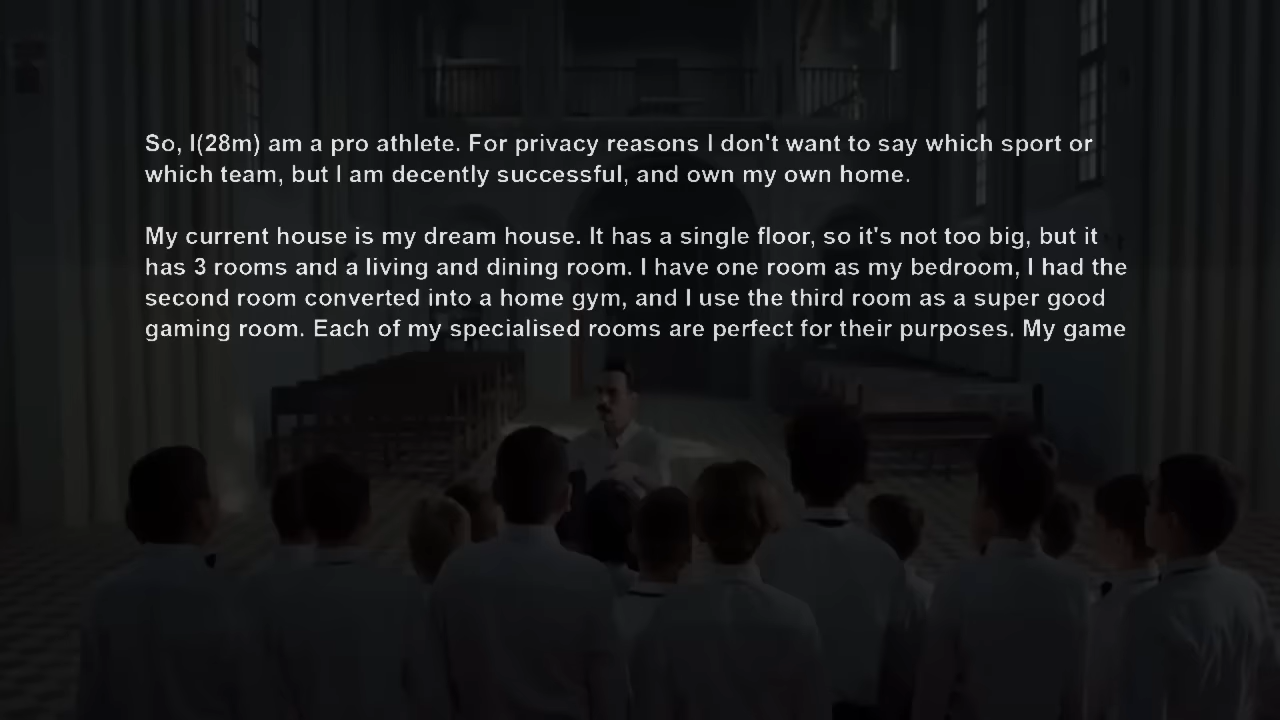 So, I(28m) am a pro athlete. For privacy reasons I don't want to say which sport or
which team, but I am decently successful, and own my own home.
My current house is my dream house. It has a single floor, so it's not too big, but it
has 3 rooms and a living and dining room. I have one room as my bedroom, I had the
second room converted into a home gym, and I use the third room as a super good
gaming room. Each of my specialised rooms are perfect for their purposes. My game